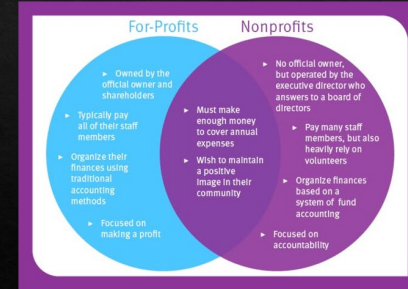 For-Profits
Nonprofits
► Owned by the
official owner and
shareholders
► Typically pay
all of their staff
members
► Organize their
finances using
traditional
accounting
methods
► Focused on
making a profit
► Must make
enough money
to cover annual
expenses
► Wish to maintain
a positive
image in their
community
► No official owner,
but operated by the
executive director who
answers to a board of
directors
► Pay many staff
members, but also
heavily rely on
volunteers
► Organize finances
based on a
system of fund
accounting
► Focused on
accountability